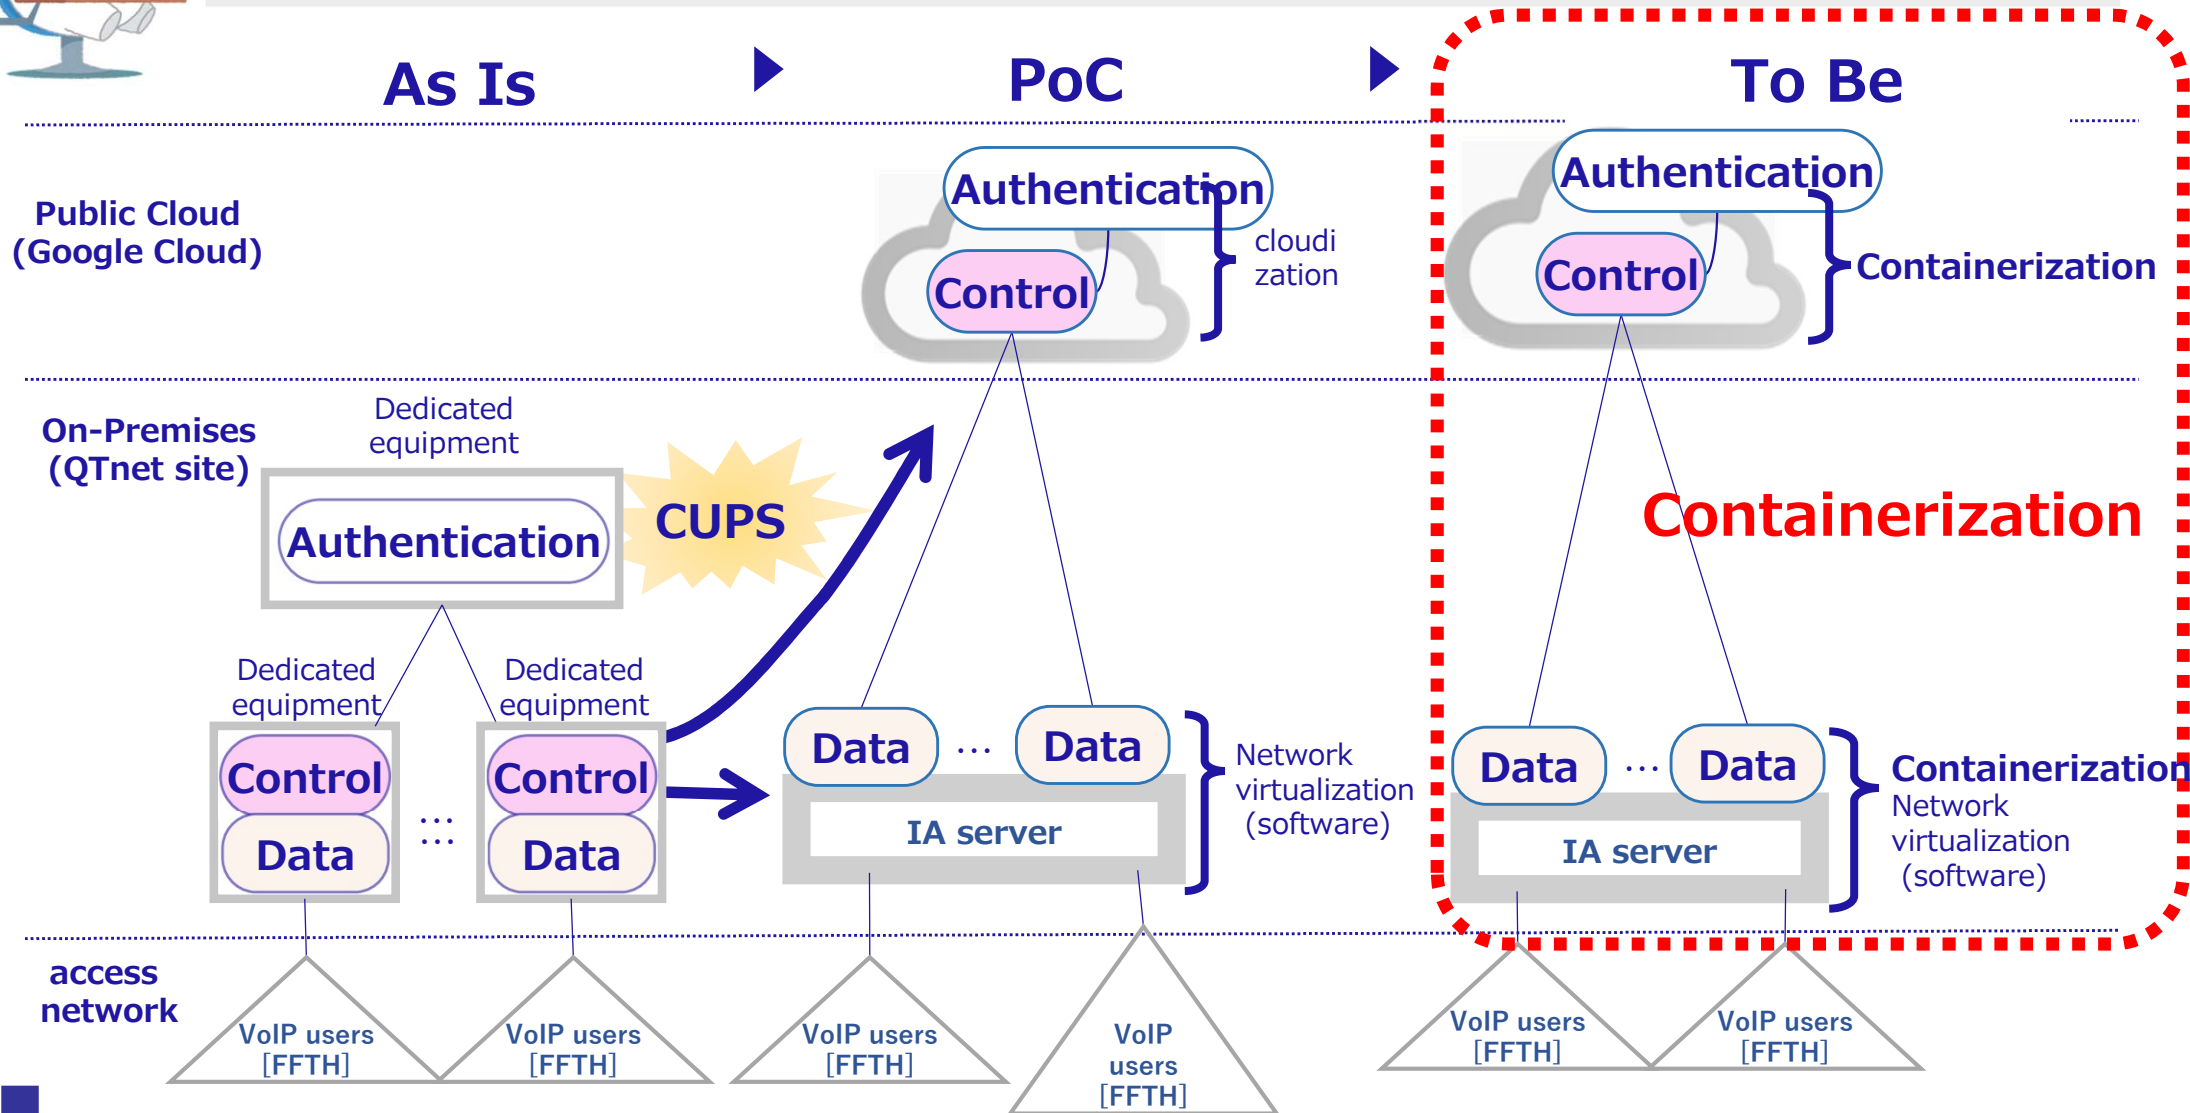 As Is
PoC
To Be
Public Cloud
(Google Cloud)
Authentication
Control
cloudi
zation
Authentication
Control
Containerization
On-Premises
(QTnet site)
Dedicated
equipment
Authentication
CUPS
Dedicated
equipment
Control
Data
...
...
Dedicated
equipment
Control
Data
Data
...
Data
IA server
Network
virtualization
(software)
Containerization
Data
...
Data
IA server
Containerization
Network
virtualization
(software)
access
network
VoIP users
[FFTH]
VoIP users
[FFTH]
VoIP users
[FFTH]
VoIP
users
[FFTH]
VoIP users
[FFTH]
VoIP users
[FFTH]